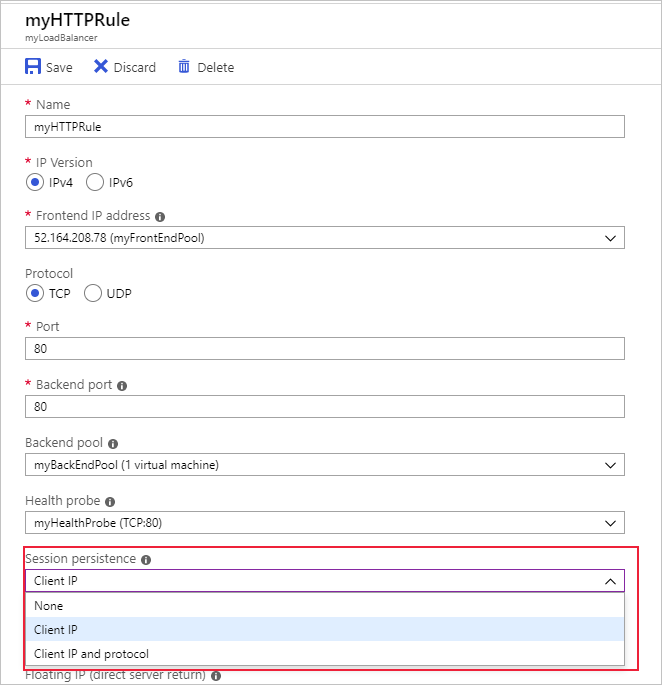 myHTTPRule
myLoadBalancer
Save Discard Delete
* Name
myHTTPRule
* IP Version
IPv4 IPv6
* Frontend IP address
52.164.208.78 (myFrontEndPool)
Protocol
TCP UDP
* Port
80
* Backend port
80
Backend pool
myBackEndPool (1 virtual machine)
Health probe
myHealthProbe (TCP:80)
Session persistence
Client IP
None
Client IP
Client IP and protocol
Floating IP (direct server return)